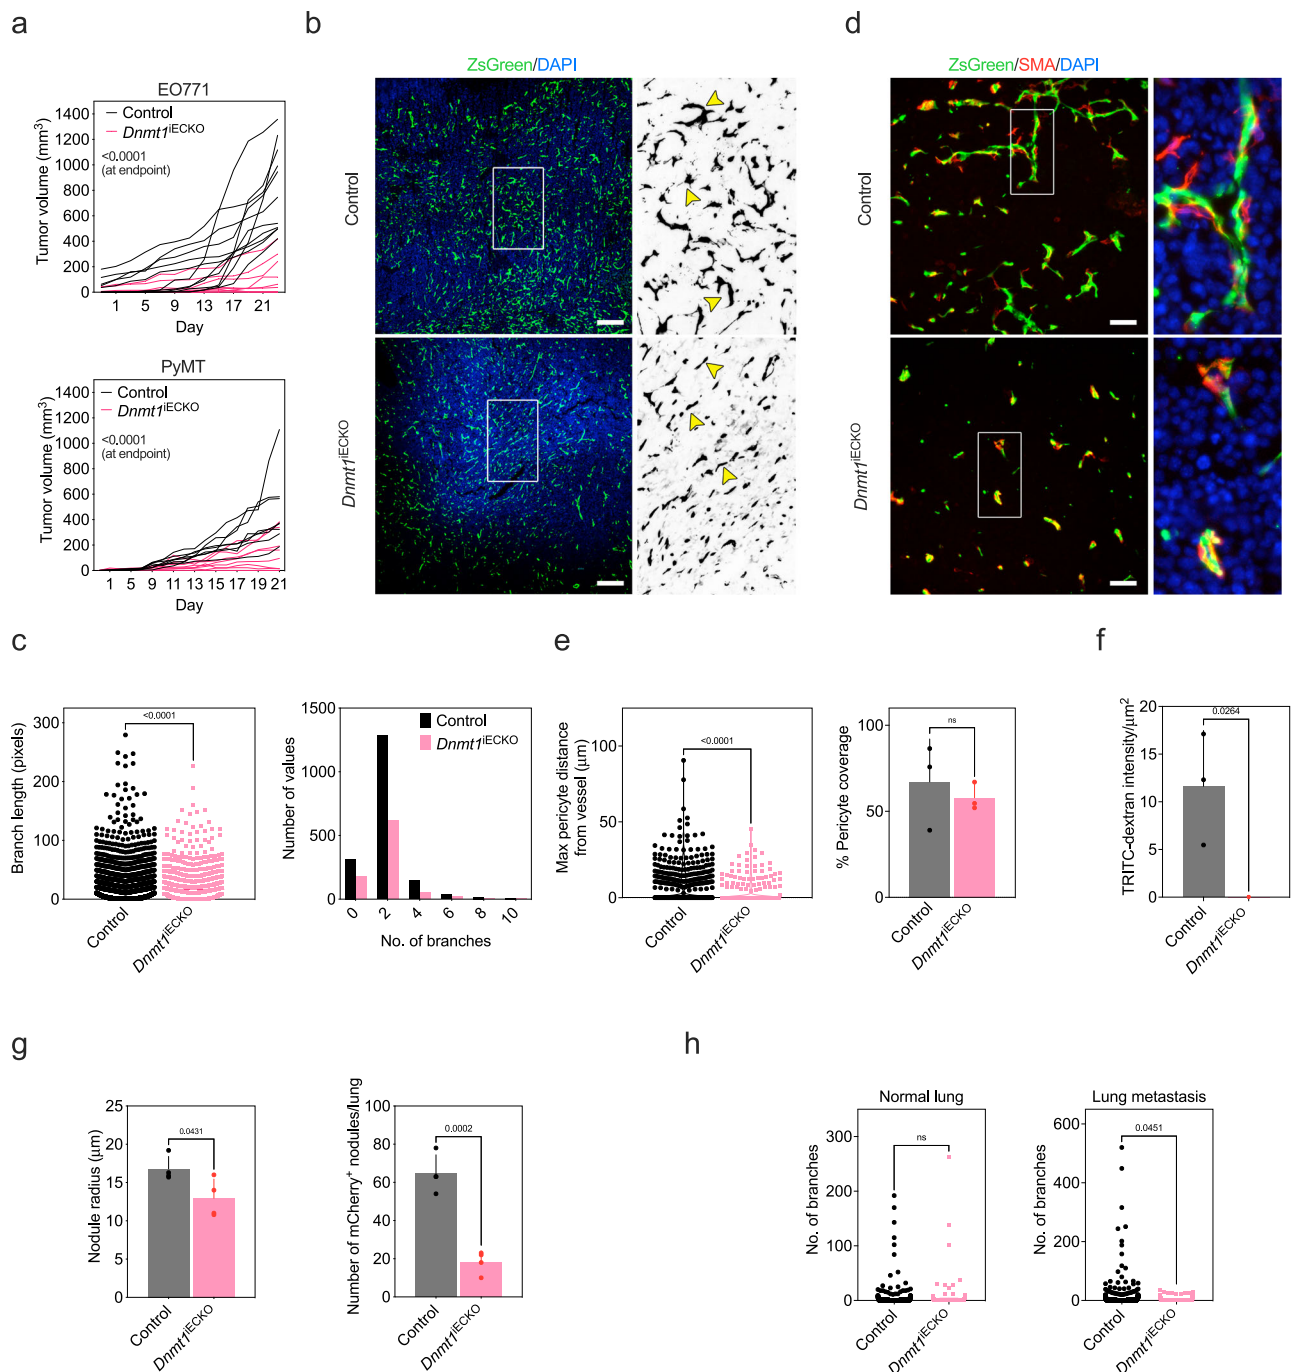 a
EO771
Control
Dnmt1iECKO
<0.0001
(at endpoint)
Tumor volume (mm3)
1400
1200
1000
800
600
400
200
0
1 5 9 13 15 17 21
Day
PyMT
Control
Dnmt1iECKO
<0.0001
(at endpoint)
Tumor volume (mm3)
1400
1200
1000
800
600
400
200
0
1 5 9 11 13 15 17 19 21
Day
b
ZsGreen/DAPI
Control
Dnmt1iECKO
d
ZsGreen/SMA/DAPI
Control
Dnmt1iECKO
c
Branch length (pixels)
300
200
100
0
<0.0001
Control
Dnmt1iECKO
Number of values
1500
1000
500
0
Control
Dnmt1iECKO
0 2 4 6 8 10
No. of branches
e
Max pericyte distance
from vessel (μm)
100
50
0
<0.0001
Control
Dnmt1iECKO
% Pericyte coverage
100
50
0
ns
Control
Dnmt1iECKO
f
TRITC-dextran intensity/μm2
20
15
10
5
0
0.0264
Control
Dnmt1iECKO
g
Nodule radius (μm)
25
20
15
10
5
0
0.0431
Control
Dnmt1iECKO
Number of mCherry+ nodules/lung
100
80
60
40
20
0
0.0002
Control
Dnmt1iECKO
h
Normal lung
No. of branches
300
200
100
0
ns
Control
Dnmt1iECKO
Lung metastasis
No. of branches
600
400
200
0
0.0451
Control
Dnmt1iECKO